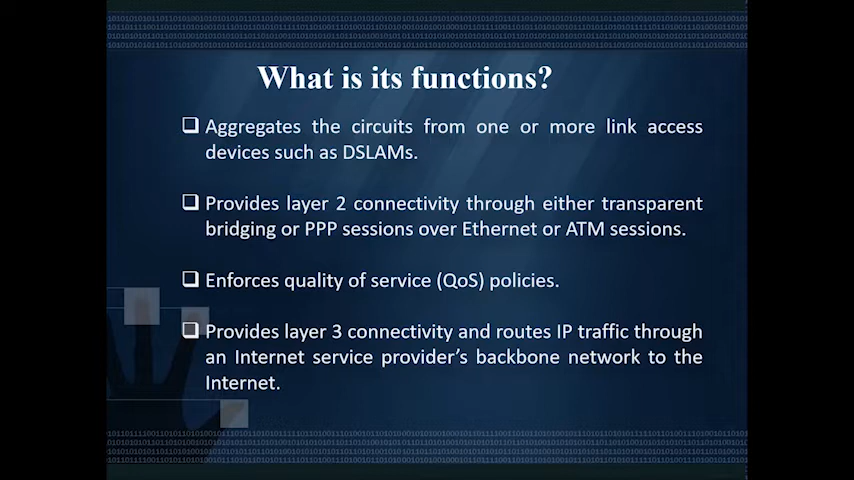 What is its functions?
Aggregates the circuits from one or more link access
devices such as DSLAMs.
Provides layer 2 connectivity through either transparent
bridging or PPP sessions over Ethernet or ATM sessions.
Enforces quality of service (QoS) policies.
Provides layer 3 connectivity and routes IP traffic through
an Internet service provider's backbone network to the
Internet.